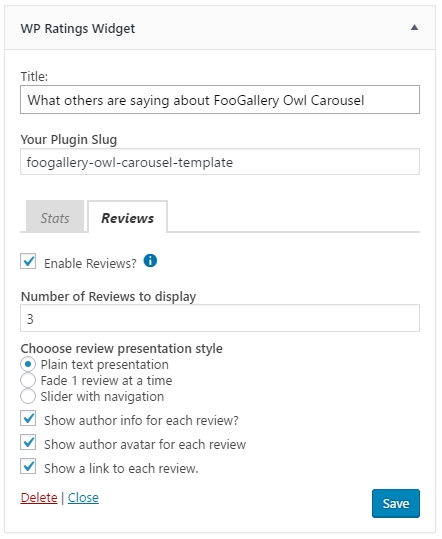 WP Ratings Widget
Title:
What others are saying about FooGallery Owl Carousel
Your Plugin Slug
foogallery-owl-carousel-template
Stats Reviews
Enable Reviews? i
Number of Reviews to display
3
Chooose review presentation style
Plain text presentation
Fade 1 review at a time
Slider with navigation
Show author info for each review?
Show author avatar for each review
Show a link to each review.
Delete | Close Save